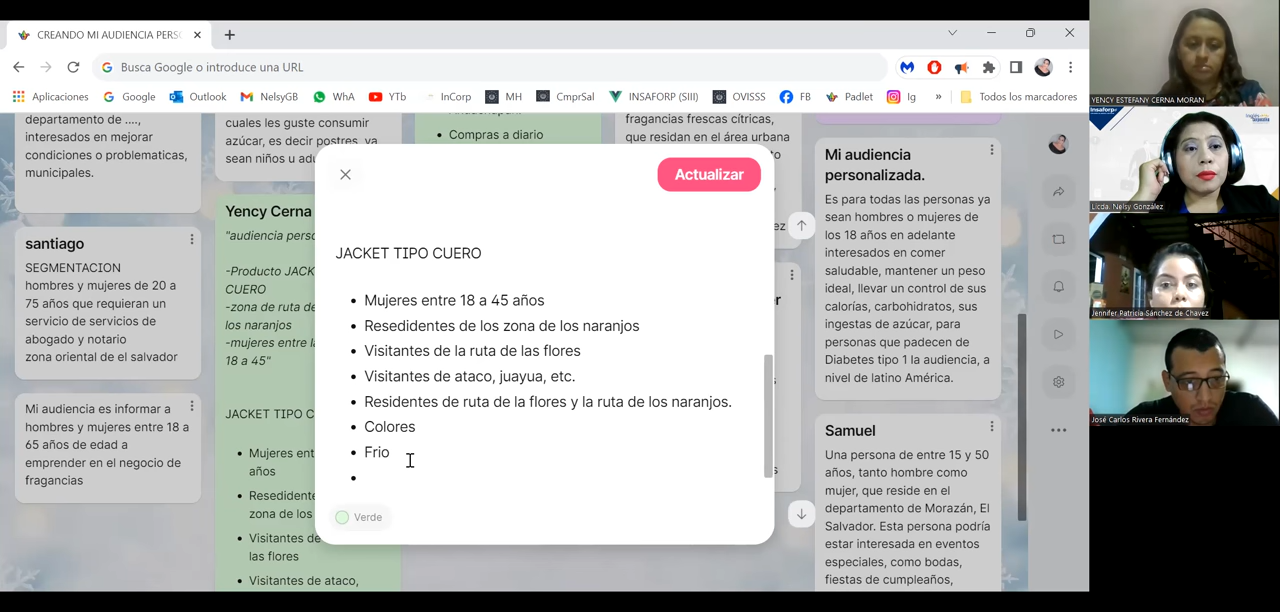 CREANDO MI AUDIENCIA PERSO
Busca Google o introduce una URL
Aplicaciones
Google
Outlook
NelsyGB
WhA
YTb
InCorp
MH
CmprSal
INSAFORP (SIII)
OVISSS
FB
Padlet
Ig
»
Todos los marcadores
departamento de ....,
interesados en mejorar
condiciones o problematicas,
municipales.
santiago
SEGMENTACION
hombres y mujeres de 20 a
75 años que requieran un
servicio de servicios de
abogado y notario
zona oriental de el salvador
Mi audiencia es informar a
hombres y mujeres entre 18 a
65 años de edad a
emprender en el negocio de
fragancias
cuales les guste consumir
azúcar, es decir postres, ya
sean niños u adu
Yency Cerna
"audiencia perso
-Producto JACK
CUERO
-zona de ruta de
los naranjos
-mujeres entre la
18 a 45"
JACKET TIPO C
Mujeres ent
años
Resedident
zona de los
Visitantes de
las flores
Visitantes de ataco,
• Compras a diario
fragancias frescas cítricas,
que residan en el área urbana
Actualizar
JACKET TIPO CUERO
• Mujeres entre 18 a 45 años
• Resedidentes de los zona de los naranjos
• Visitantes de la ruta de las flores
• Visitantes de ataco, juayua, etc.
• Residentes de ruta de la flores y la ruta de los naranjos.
• Colores
• Frio
•
Verde
Mi audiencia
personalizada.
Es para todas las personas ya
sean hombres o mujeres de
los 18 años en adelante
interesados en comer
saludable, mantener un peso
ideal, llevar un control de sus
calorías, carbohidratos, sus
ingestas de azúcar, para
personas que padecen de
Diabetes tipo 1 la audiencia, a
nivel de latino América.
Samuel
Una persona de entre 15 y 50
años, tanto hombre como
mujer, que reside en el
departamento de Morazán, El
Salvador. Esta persona podría
estar interesada en eventos
especiales, como bodas,
fiestas de cumpleaños,
YENCY ESTEFANY CERNA MORAN
Insaforp
Licda. Nelsy González
Jennifer Patricia Sánchez de Chavez
José Carlos Rivera Fernández